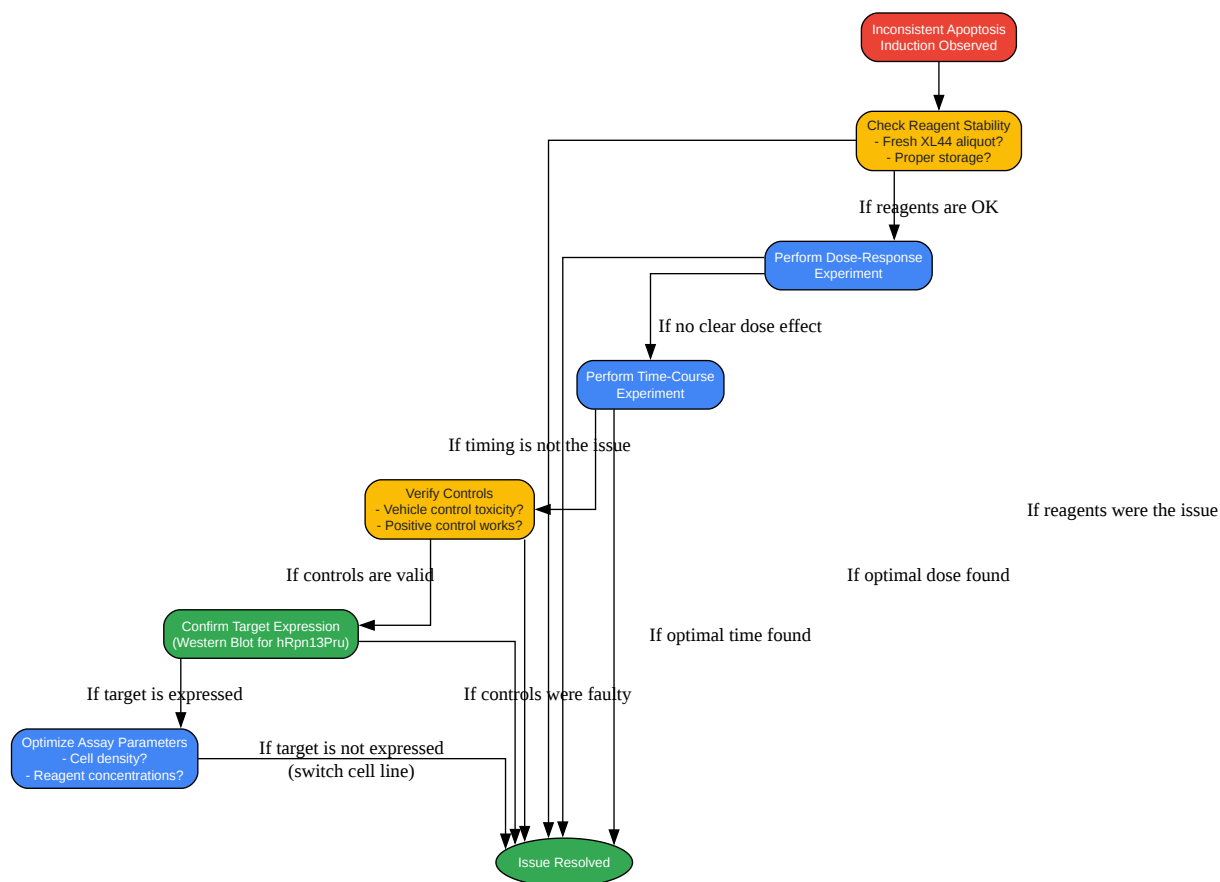 Inconsistent Apoptosis
Induction Observed
Check Reagent Stability
- Fresh XL44 aliquot?
- Proper storage?
If reagents are OK
Perform Dose-Response
Experiment
If no clear dose effect
Perform Time-Course
Experiment
If timing is not the issue
Verify Controls
- Vehicle control toxicity?
- Positive control works?
If reagents were the issue
If controls are valid
If optimal dose found
Confirm Target Expression
(Western Blot for hRpn13Pru)
If optimal time found
If target is expressed
If controls were faulty
Optimize Assay Parameters
- Cell density?
- Reagent concentrations?
If target is not expressed
(switch cell line)
Issue Resolved